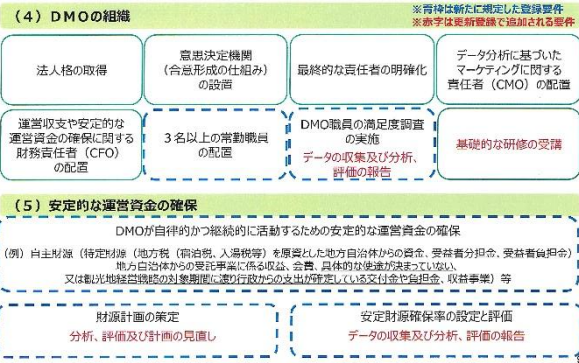 ※青枠は新たに規定した登録要件
※赤字は更新登録で追加される要件
（4）DMOの組織
法人格の取得
意思決定機関
（合意形成の仕組み）
の設置
最終的な責任者の明確化
データ分析に基づいた
マーケティングに関する
責任者（CMO）の配置
運営収支や安定的な
運営資金の確保に関する
財務責任者（CFO）
の配置
3名以上の常勤職員
の配置
DMO職員の満足度調査
の実施
データの収集及び分析、
評価の報告
基礎的な研修の受講
（5）安定的な運営資金の確保
DMOが自律的かつ継続的に活動するための安定的な運営資金の確保
（例）自主財源（特定財源（地方税（宿泊税、入湯税等）を原資とした地方自治体からの資金、受益者分担金、受益者負担金）
地方自治体からの受託事業に係る収益、会費、具体的な使途が決まっていない、
又は観光地経営戦略の対象期間に渡り行政からの支出が確定している交付金や負担金、収益事業）等
財源計画の策定
分析、評価及び計画の見直し
安定財源確保率の設定と評価
データの収集及び分析、評価の報告